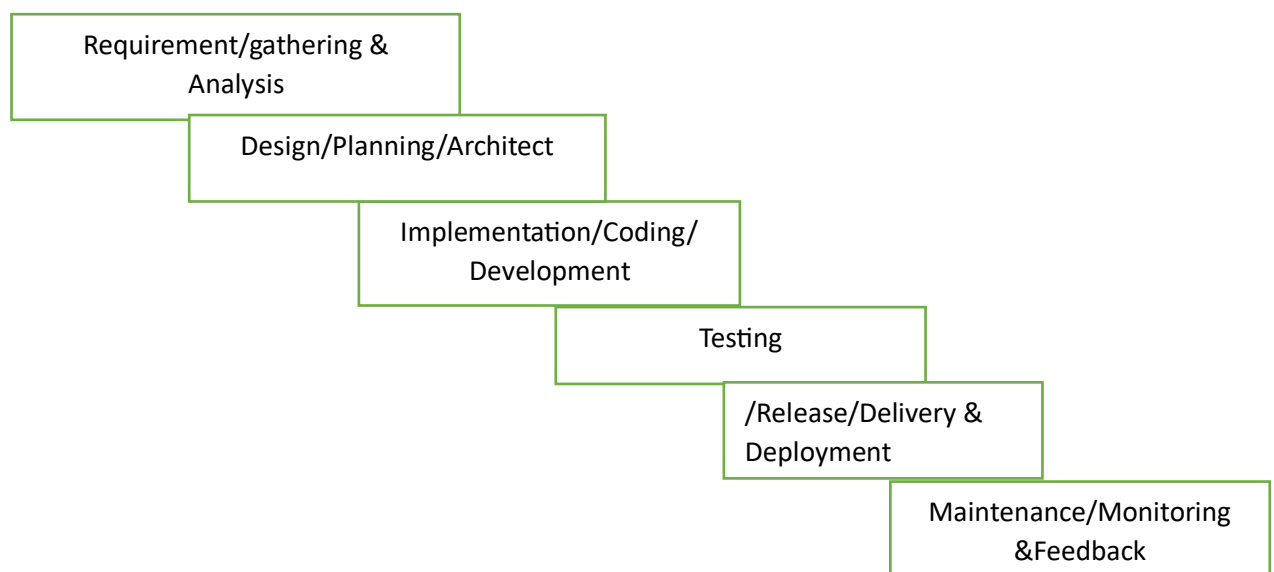 Requirement/gathering &
Analysis
Design/Planning/Architect
Implementation/Coding/
Development
Testing
/Release/Delivery &
Deployment
Maintenance/Monitoring
&Feedback